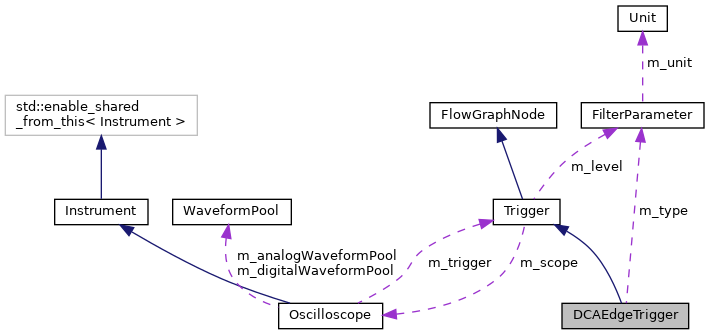 Unit
m_unit
std::enable_shared
_from_this< Instrument >
FlowGraphNode
FilterParameter
m_level
Instrument
WaveformPool
Trigger
m_type
m_analogWaveformPool
m_digitalWaveformPool
m_trigger
m_scope
Oscilloscope
DCAEdgeTrigger